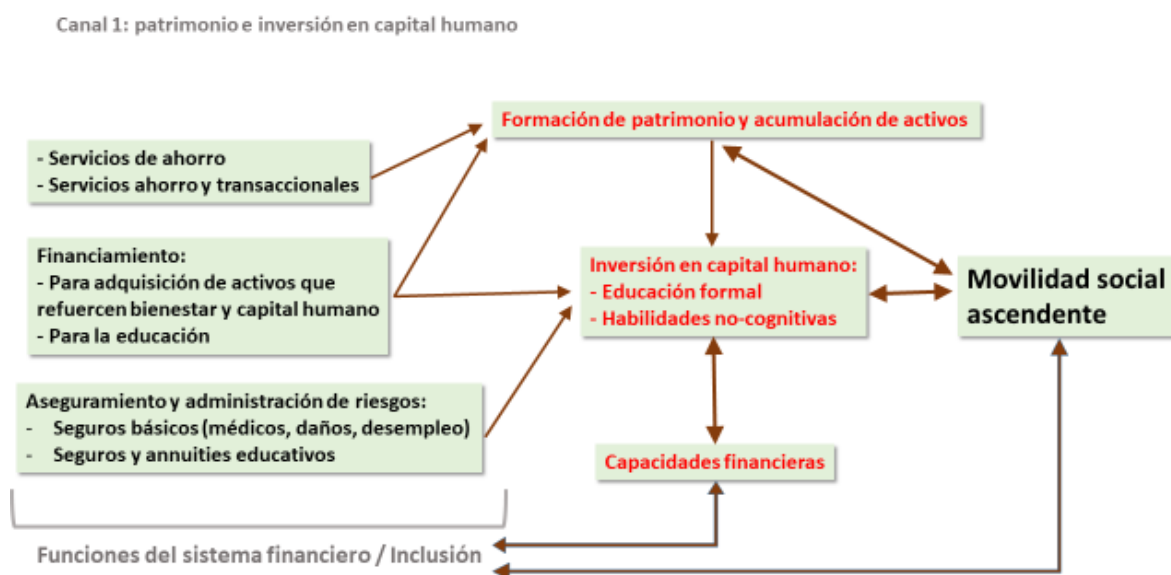 Canal 1: patrimonio e inversión en capital humano
Formación de patrimonio y acumulación de activos
- Servicios de ahorro
- Servicios ahorro y transaccionales
Financiamiento:
- Para adquisición de activos que
refuercen bienestar y capital humano
- Para la educación
Inversión en capital humano:
- Educación formal
- Habilidades no-cognitivas
Movilidad social
ascendente
Aseguramiento y administración de riesgos:
- Seguros básicos (médicos, daños, desempleo)
- Seguros y annuities educativos
Capacidades financieras
Funciones del sistema financiero / Inclusión